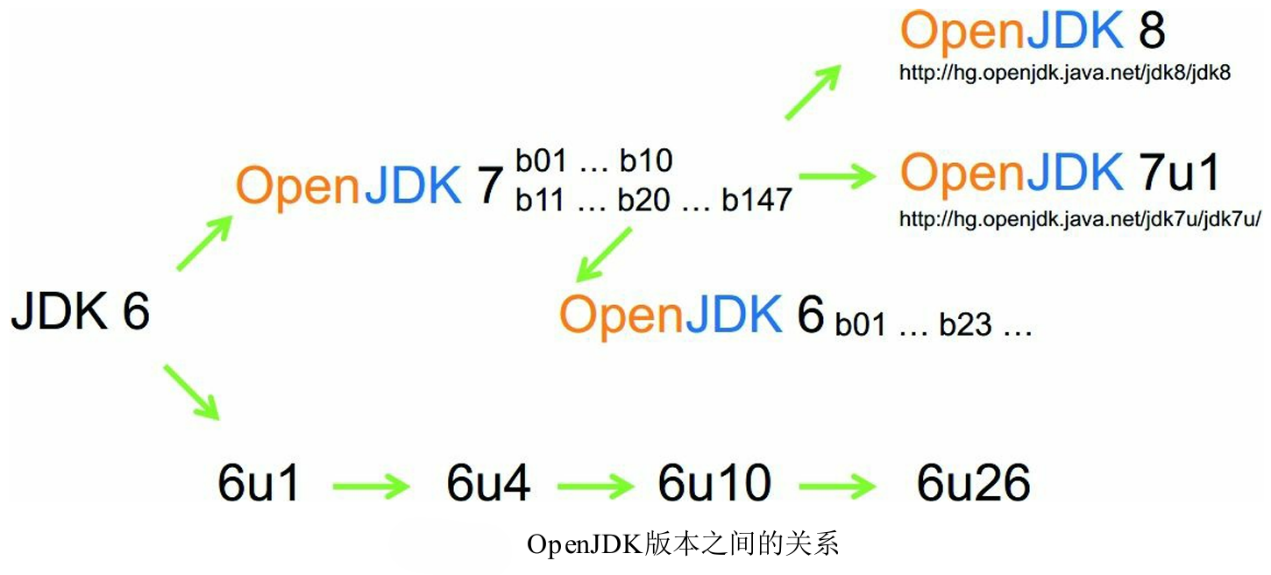 OpenJDK 8
http://hg.openjdk.java.net/jdk8/jdk8
OpenJDK 7
b01 … b10
b11 … b20 … b147
OpenJDK 7u1
http://hg.openjdk.java.net/jdk7u/jdk7u/
JDK 6
OpenJDK 6 b01 … b23 …
6u1
6u4
6u10
6u26
OpenJDK版本之间的关系